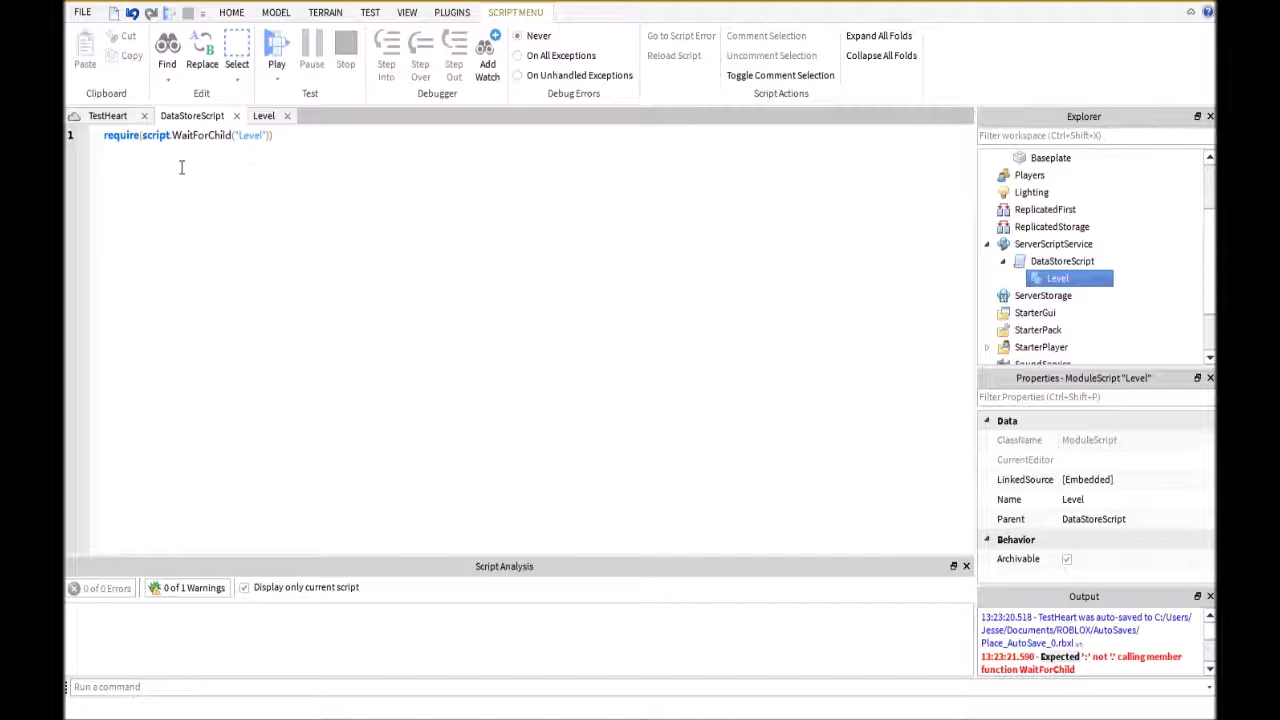 FILE HOME MODEL TERRAIN TEST VIEW PLUGINS SCRIPT MENU
Paste
Cut
Copy
Find
Replace
Select
Play
Pause
Stop
Step Into
Step Over
Step Out
Add Watch
Never
On All Exceptions
On Unhandled Exceptions
Go to Script Error
Reload Script
Comment Selection
Uncomment Selection
Toggle Comment Selection
Expand All Folds
Collapse All Folds
Clipboard Edit Test Debugger Debug Errors Script Actions
TestHeart DataStoreScript Level
1 require(script.WaitForChild("Level"))
Explorer
Filter workspace (Ctrl+Shift+X)
Baseplate
Players
Lighting
ReplicatedFirst
ReplicatedStorage
ServerScriptService
DataStoreScript
Level
ServerStorage
StarterGui
StarterPack
StarterPlayer
SoundService
Properties - ModuleScript "Level"
Filter Properties (Ctrl+Shift+P)
Data
ClassName ModuleScript
CurrentEditor
LinkedSource [Embedded]
Name Level
Parent DataStoreScript
Behavior
Archivable
Script Analysis
0 of 0 Errors 0 of 1 Warnings Display only current script
Output
13:23:20.518 - TestHeart was auto-saved to C:/Users/
Jesse/Documents/ROBLOX/AutoSaves/
Place_AutoSave_0.rbxl
13:23:21.590 - Expected ':' not '.' calling member
function WaitForChild
Run a command